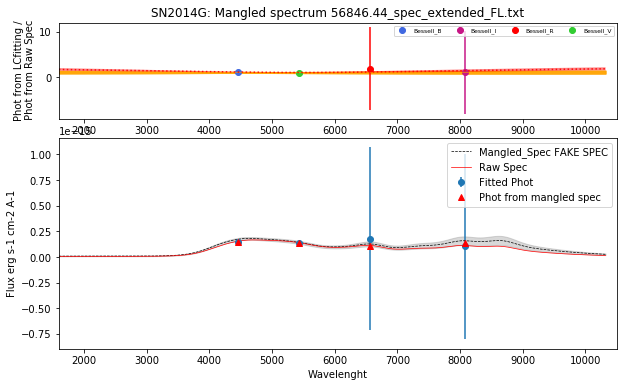 SN2014G: Mangled spectrum 56846.44_spec_extended_FL.txt
Phot from LCfitting /
Phot from Raw Spec
10
0
Bessell_B
Bessell_I
Bessell_R
Bessell_V
2000 3000 4000 5000 6000 7000 8000 9000 10000
Flux erg s-1 cm-2 A-1
1.00
0.75
0.50
0.25
0.00
−0.25
−0.50
−0.75
Mangled_Spec FAKE SPEC
Raw Spec
Fitted Phot
Phot from mangled spec
2000 3000 4000 5000 6000 7000 8000 9000 10000
Wavelenght